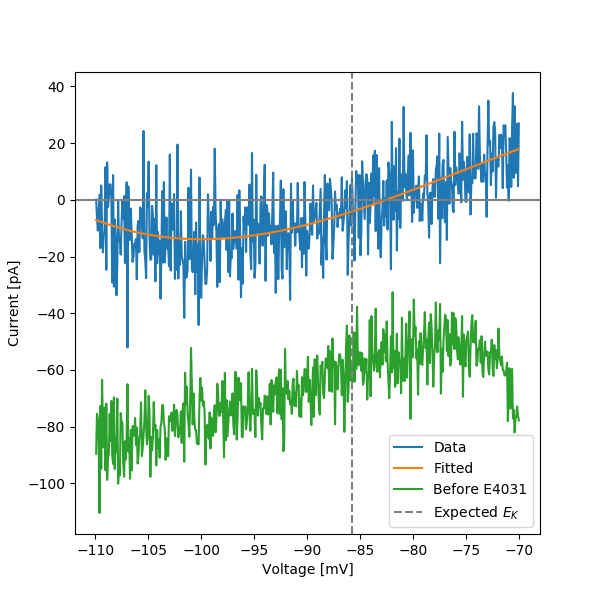 40
20
0
−20
−40
−60
−80
−100
Current [pA]
Data
Fitted
Before E4031
Expected E_K
−110 −105 −100 −95 −90 −85 −80 −75 −70
Voltage [mV]